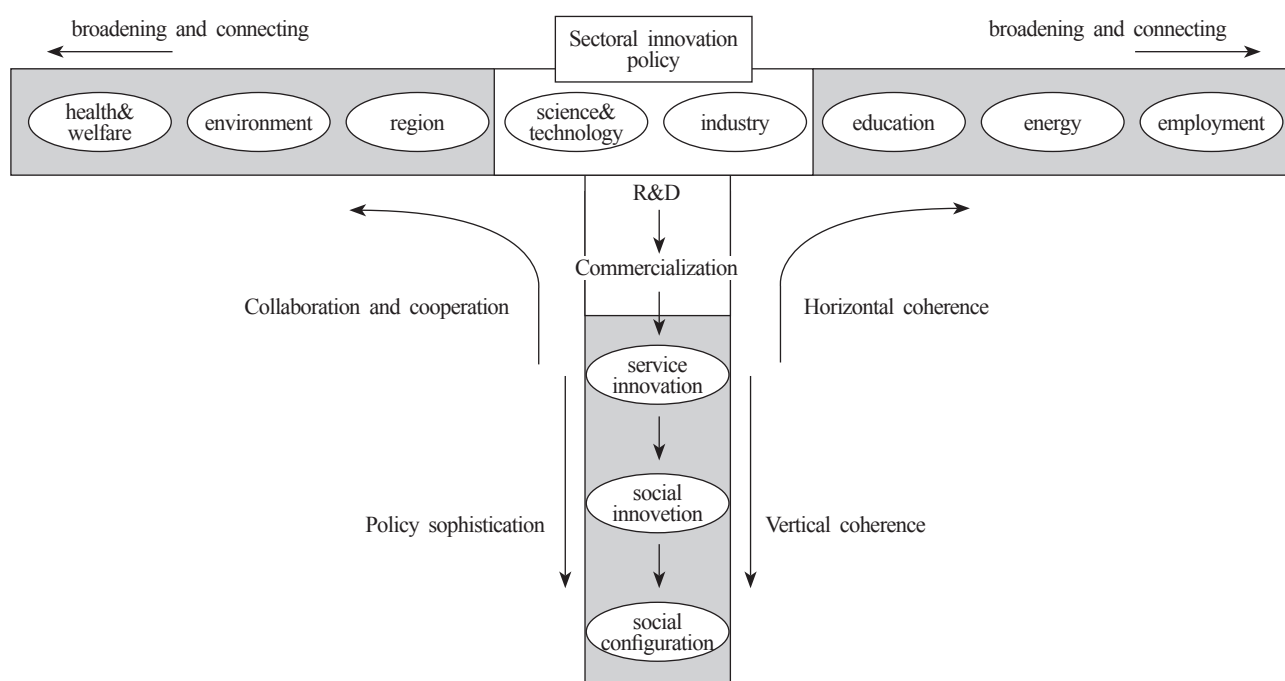 broadening and connecting
Sectoral innovation
policy
broadening and connecting
health&
welfare
environment
region
science&
technology
industry
education
energy
employment
R&D
Commercialization
Collaboration and cooperation
Horizontal coherence
service
innovation
social
innovetion
Policy sophistication
Vertical coherence
social
configuration